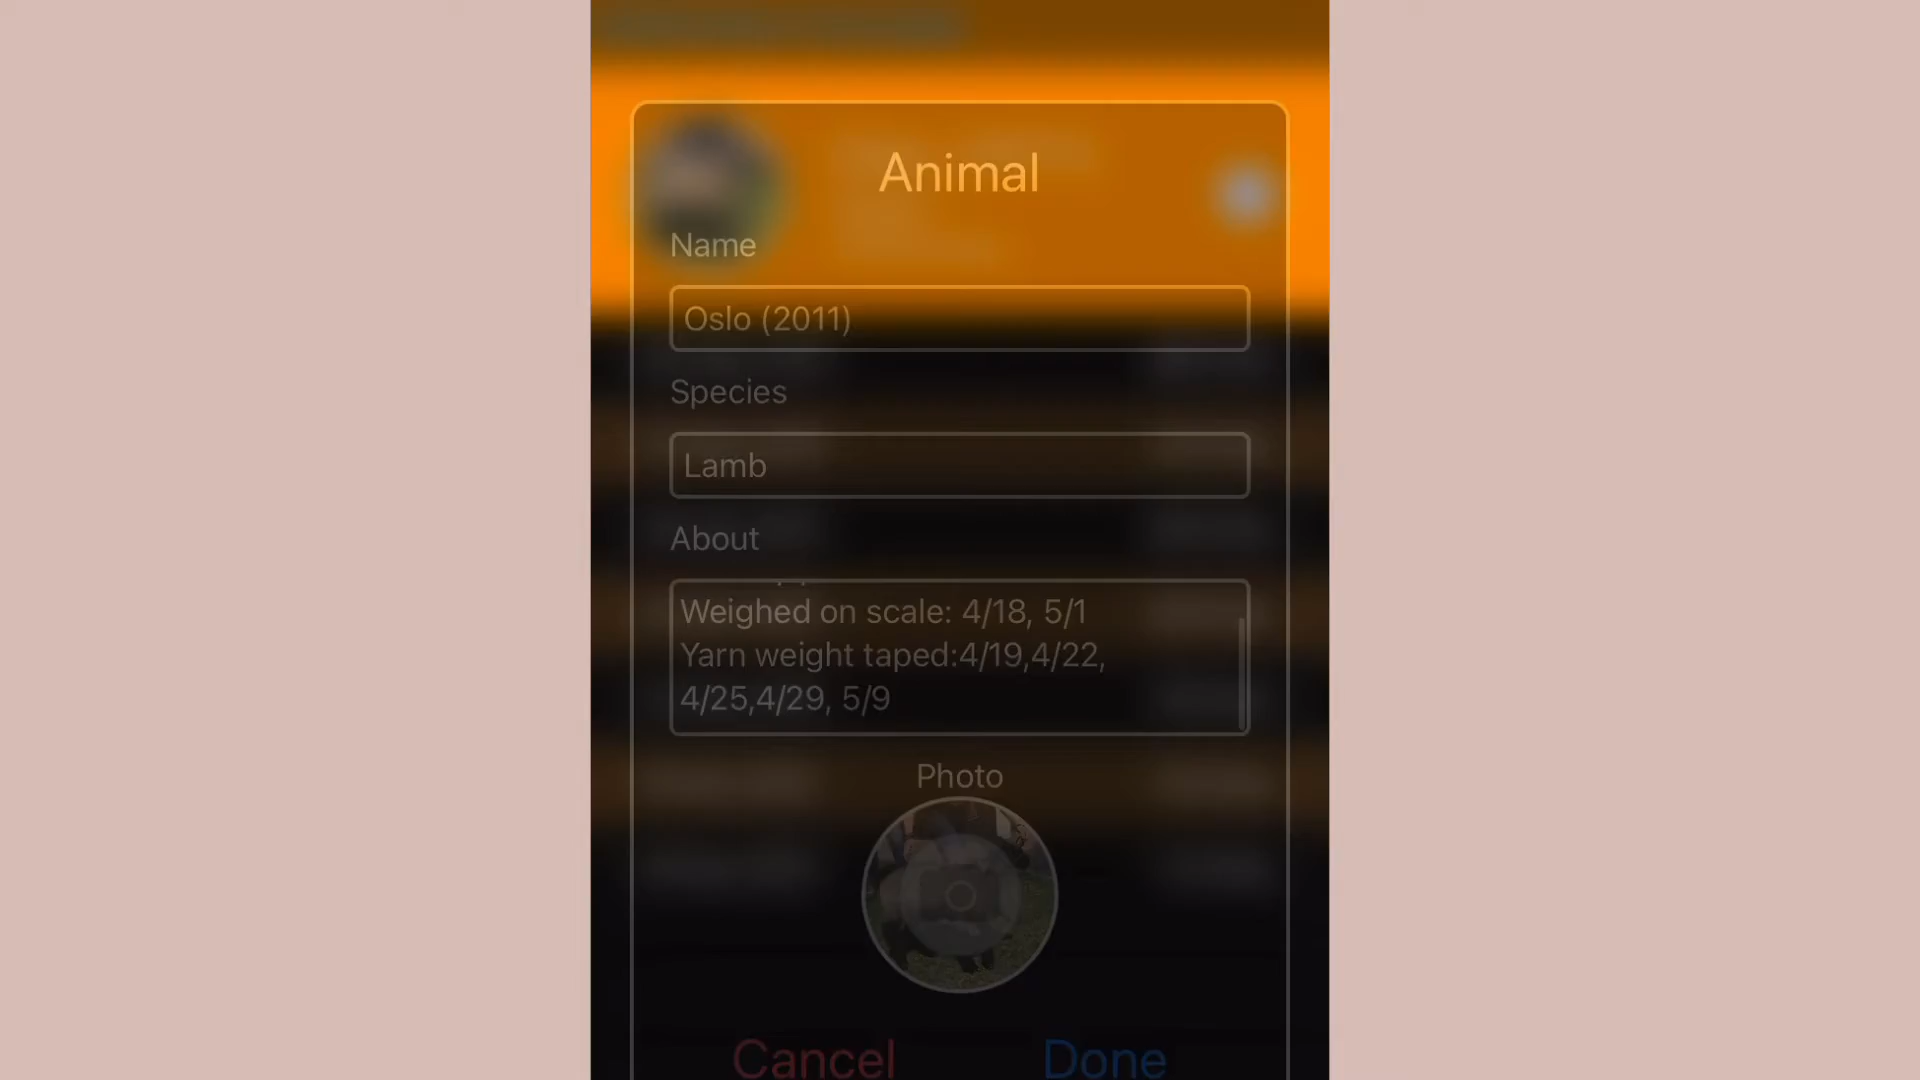 Animal
Name
Oslo (2011)
Species
Lamb
About
Weighed on scale: 4/18, 5/1
Yarn weight taped:4/19,4/22,
4/25,4/29, 5/9
Photo
Cancel
Done